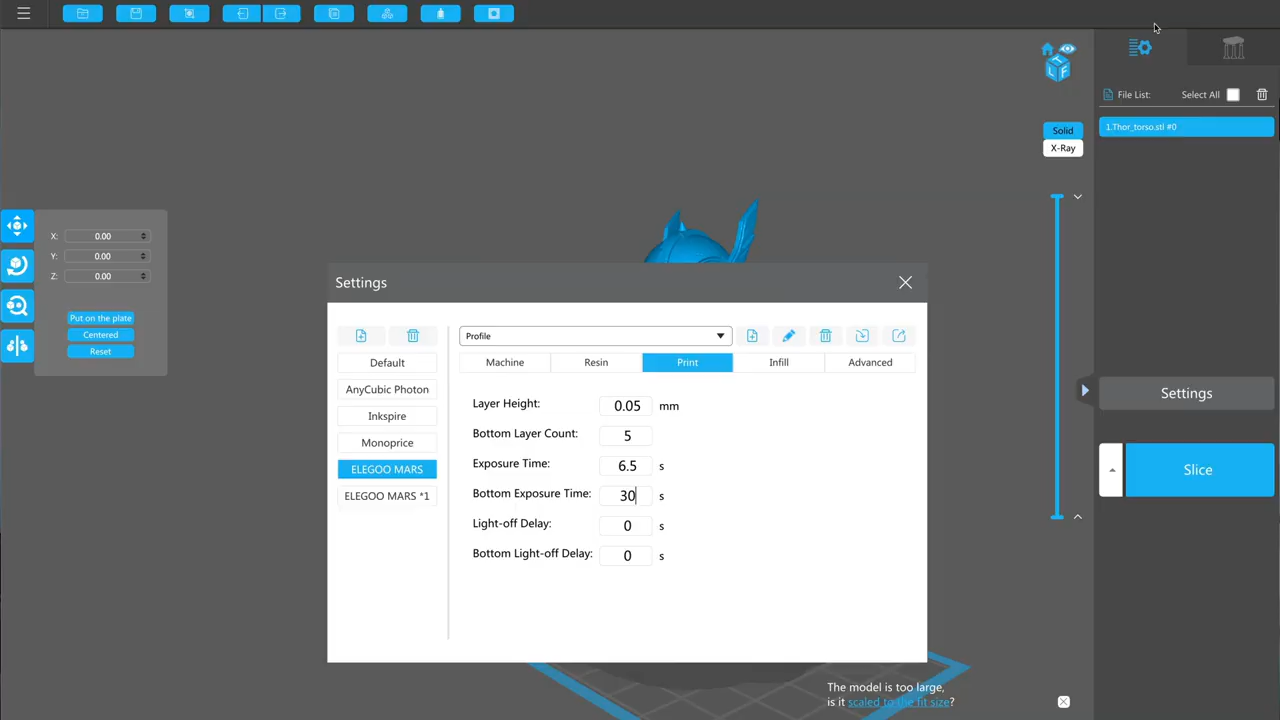 File List:
Select All
1.Thor_torso.stl #0
Solid
X-Ray
X: 0.00
Y: 0.00
Z: 0.00
Put on the plate
Centered
Reset
Settings
Profile
Default
AnyCubic Photon
Inkspire
Monoprice
ELEGOO MARS
ELEGOO MARS *1
Machine Resin Print Infill Advanced
Layer Height: 0.05 mm
Bottom Layer Count: 5
Exposure Time: 6.5 s
Bottom Exposure Time: 30 s
Light-off Delay: 0 s
Bottom Light-off Delay: 0 s
Settings
Slice
The model is too large,
is it scaled to the fit size?
T
L F